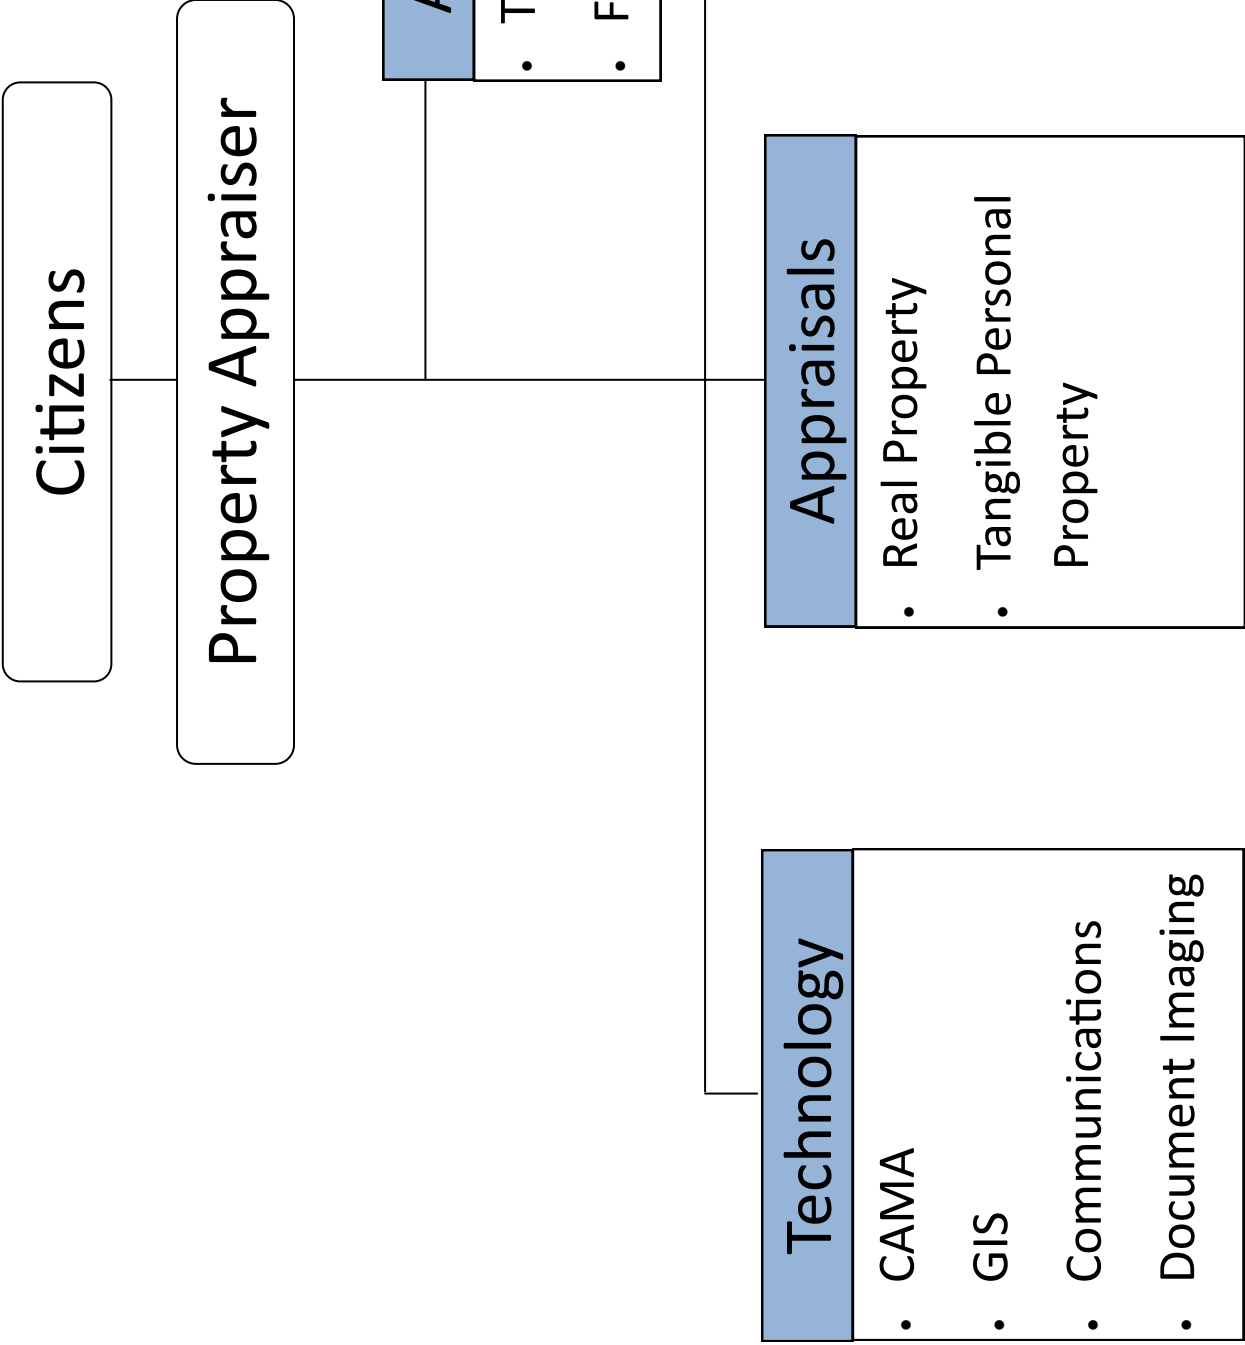 Citizens
Property Appraiser
A
• T
• F
Technology
• CAMA
• GIS
• Communications
• Document Imaging
Appraisals
• Real Property
• Tangible Personal
Property